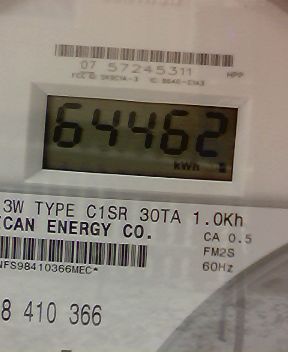 07 57245311 HPP
64462
kWh
3W TYPE C1SR 30TA 1.0Kh
CAN ENERGY CO. CA 0.5
FM2S
NFS98410366MEC* 60Hz
8 410 366